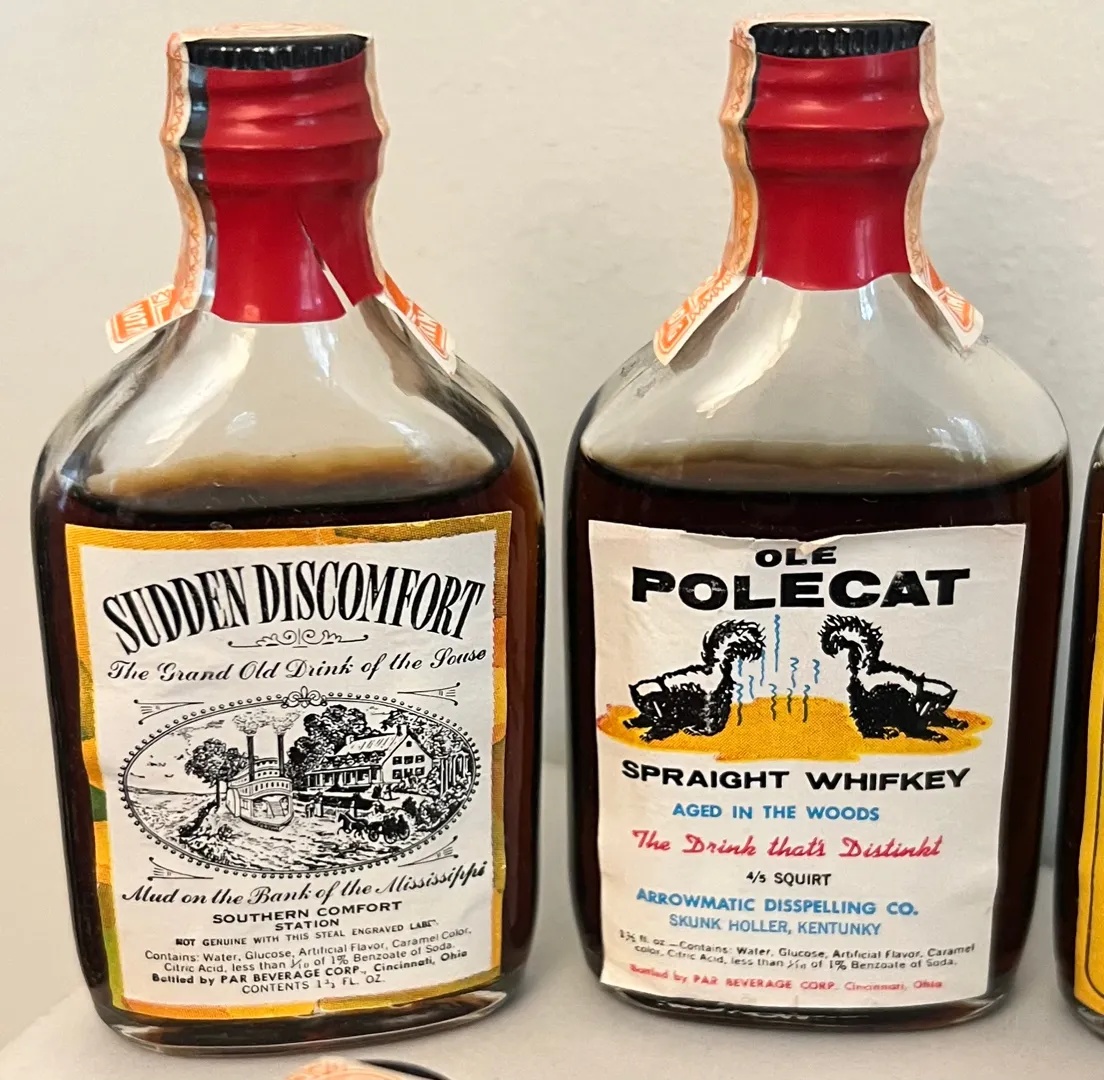 SUDDEN DISCOMFORT
The Grand Old Drink of the Souse
Mud on the Bank of the Mississippi
SOUTHERN COMFORT
STATION
NOT GENUINE WITH THIS STEAL ENGRAVED LABEL
Contains: Water, Glucose, Artificial Flavor, Caramel Color,
Citric Acid, less than 1/10 of 1% Benzoate of Soda.
Bottled by PAR BEVERAGE CORP., Cincinnati, Ohio
CONTENTS 1¾ FL. OZ.
OLE
POLECAT
SPRAIGHT WHIFKEY
AGED IN THE WOODS
The Drink that's Distinkt
4/5 SQUIRT
ARROWMATIC DISSPELLING CO.
SKUNK HOLLER, KENTUNKY
fl. oz.—Contains: Water, Glucose, Artificial Flavor, Caramel
color, Citric Acid, less than 1/10 of 1% Benzoate of Soda.
Bottled by PAR BEVERAGE CORP. Cincinnati, Ohio